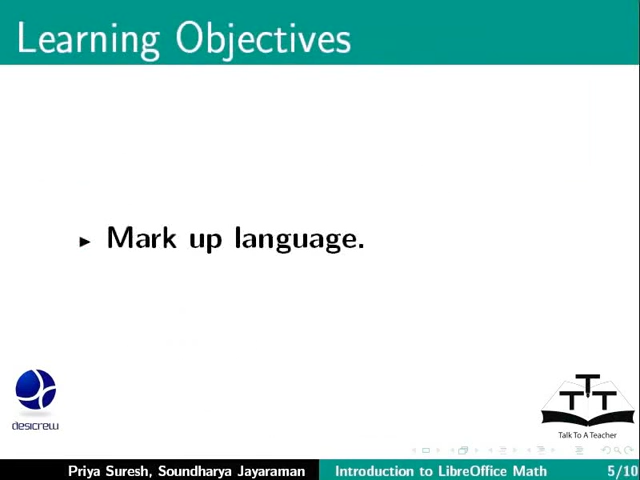 Learning Objectives
Mark up language.
desicrew
TTT
Talk To A Teacher
Priya Suresh, Soundharya Jayaraman Introduction to LibreOffice Math 5/10